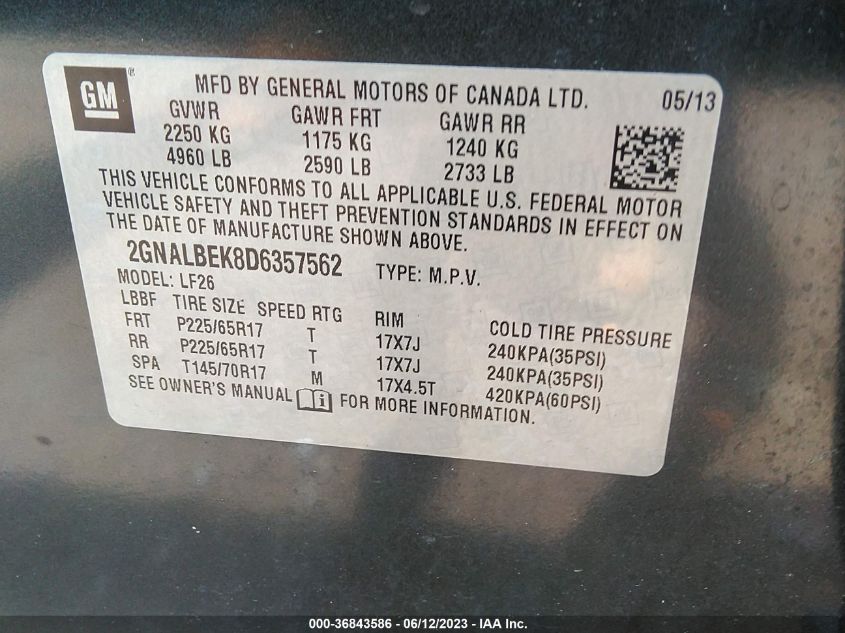 GM®
MFD BY GENERAL MOTORS OF CANADA LTD. 05/13
GVWR GAWR FRT GAWR RR
2250 KG 1175 KG 1240 KG
4960 LB 2590 LB 2733 LB
THIS VEHICLE CONFORMS TO ALL APPLICABLE U.S. FEDERAL MOTOR
VEHICLE SAFETY AND THEFT PREVENTION STANDARDS IN EFFECT ON
THE DATE OF MANUFACTURE SHOWN ABOVE.
2GNALBEK8D6357562 TYPE: M.P.V.
MODEL: LF26
LBBF TIRE SIZE SPEED RTG RIM COLD TIRE PRESSURE
FRT P225/65R17 T 17X7J 240KPA(35PSI)
RR P225/65R17 T 17X7J 240KPA(35PSI)
SPA T145/70R17 M 17X4.5T 420KPA(60PSI)
SEE OWNER'S MANUAL i FOR MORE INFORMATION.
000-36843586 - 06/12/2023 - IAA Inc.